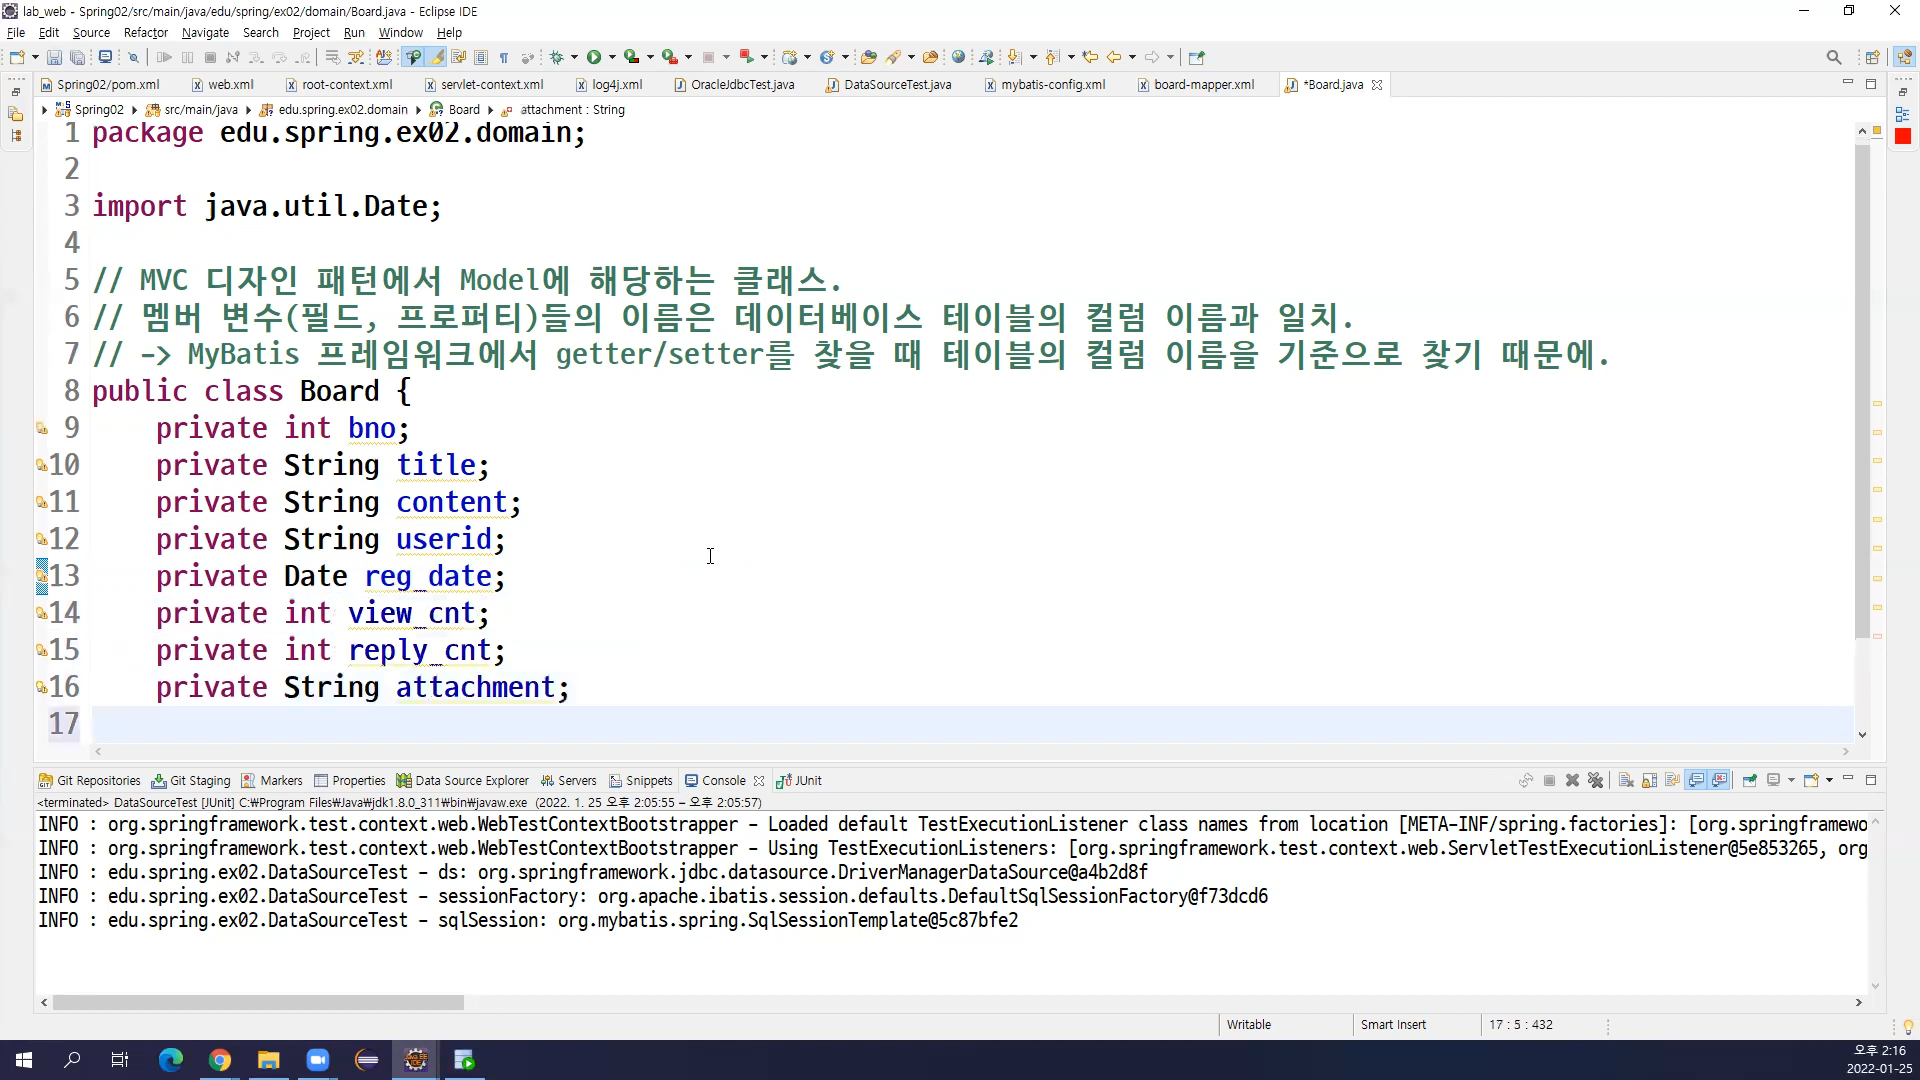 lab_web - Spring02/src/main/java/edu/spring/ex02/domain/Board.java - Eclipse IDE
File Edit Source Refactor Navigate Search Project Run Window Help
Spring02/pom.xml web.xml root-context.xml servlet-context.xml log4j.xml OracleJdbcTest.java DataSourceTest.java mybatis-config.xml board-mapper.xml *Board.java
Spring02 src/main/java edu.spring.ex02.domain Board attachment : String
1 package edu.spring.ex02.domain;
2
3 import java.util.Date;
4
5 // MVC 디자인 패턴에서 Model에 해당하는 클래스.
6 // 멤버 변수(필드, 프로퍼티)들의 이름은 데이터베이스 테이블의 컬럼 이름과 일치.
7 // -> MyBatis 프레임워크에서 getter/setter를 찾을 때 테이블의 컬럼 이름을 기준으로 찾기 때문에.
8 public class Board {
9 private int bno;
10 private String title;
11 private String content;
12 private String userid;
13 private Date reg_date;
14 private int view_cnt;
15 private int reply_cnt;
16 private String attachment;
17
Git Repositories Git Staging Markers Properties Data Source Explorer Servers Snippets Console JUnit
<terminated> DataSourceTest [JUnit] C:₩Program Files₩Java₩jdk1.8.0_311₩bin₩javaw.exe (2022. 1. 25 오후 2:05:55 – 오후 2:05:57)
INFO : org.springframework.test.context.web.WebTestContextBootstrapper - Loaded default TestExecutionListener class names from location [META-INF/spring.factories]: [org.springframewo
INFO : org.springframework.test.context.web.WebTestContextBootstrapper - Using TestExecutionListeners: [org.springframework.test.context.web.ServletTestExecutionListener@5e853265, org
INFO : edu.spring.ex02.DataSourceTest - ds: org.springframework.jdbc.datasource.DriverManagerDataSource@a4b2d8f
INFO : edu.spring.ex02.DataSourceTest - sessionFactory: org.apache.ibatis.session.defaults.DefaultSqlSessionFactory@f73dcd6
INFO : edu.spring.ex02.DataSourceTest - sqlSession: org.mybatis.spring.SqlSessionTemplate@5c87bfe2
Writable Smart Insert 17 : 5 : 432
오후 2:16
2022-01-25